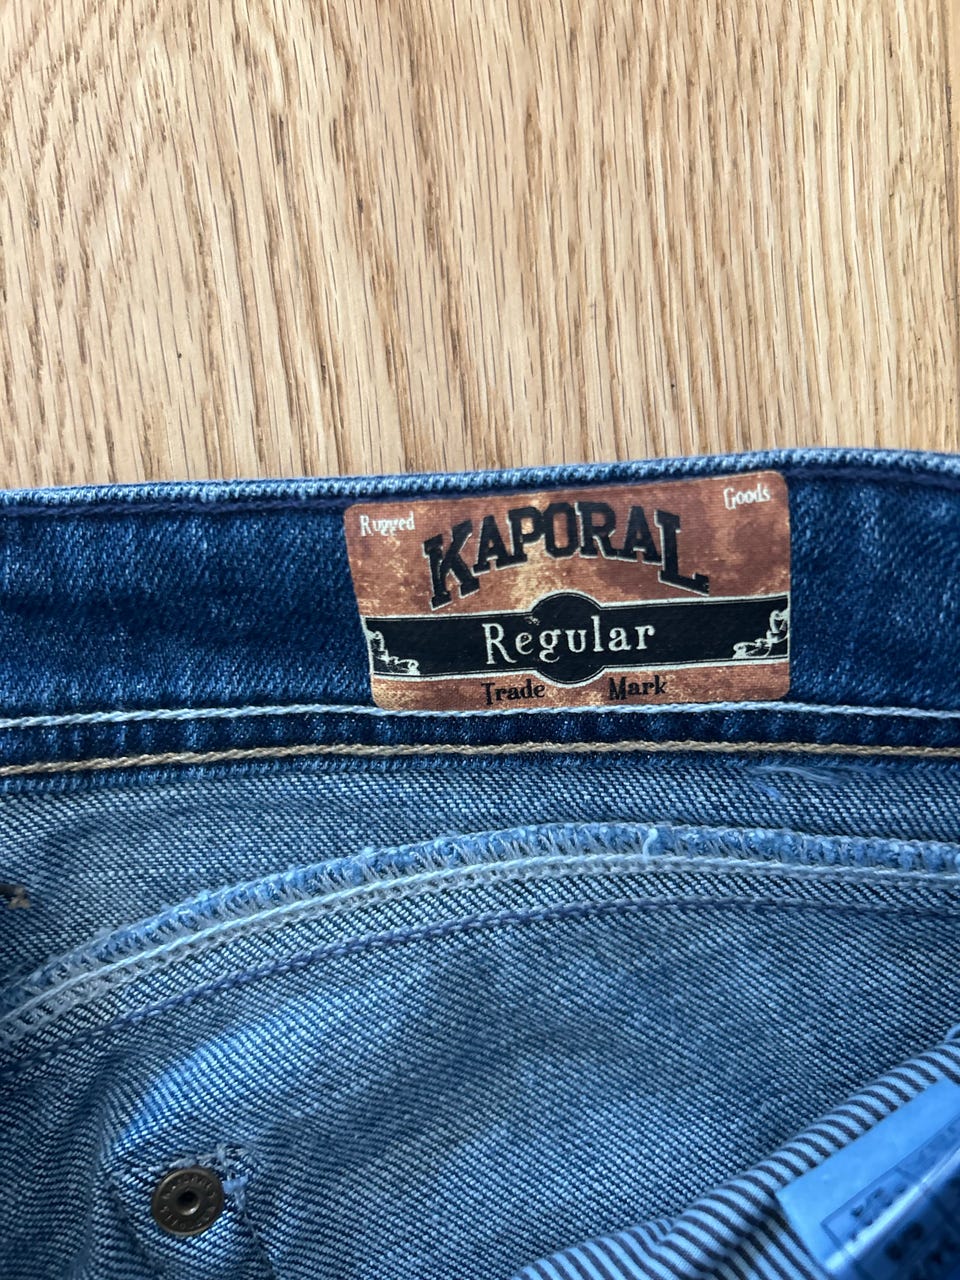 Rugged Goods
KAPORAL
Regular
Trade Mark